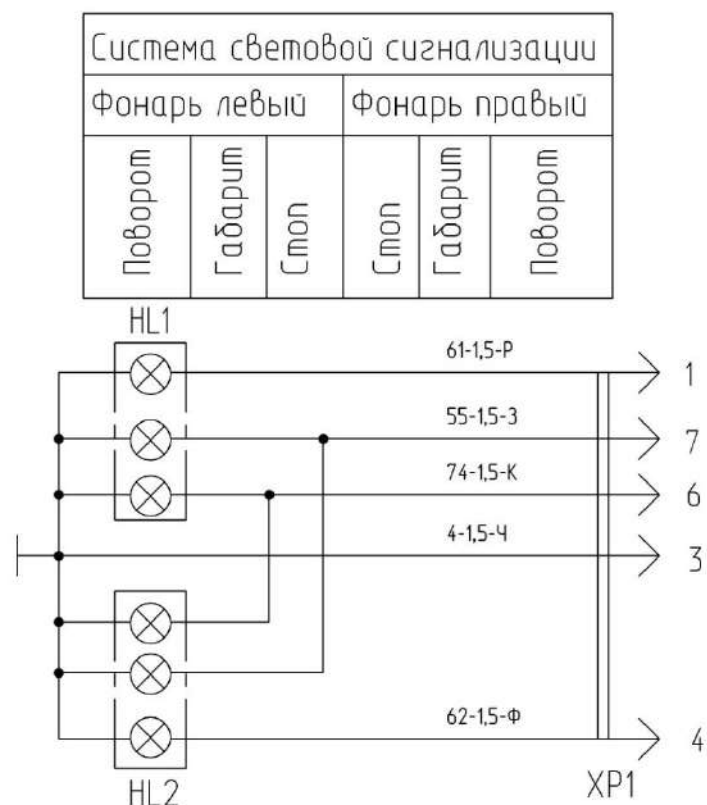 Система световой сигнализации
Фонарь левый
Фонарь правый
Поворот
Габарит
Стоп
Стоп
Габарит
Поворот
HL1
61-1,5-Р
1
55-1,5-З
7
74-1,5-К
6
4-1,5-Ч
3
62-1,5-Ф
4
HL2
XP1